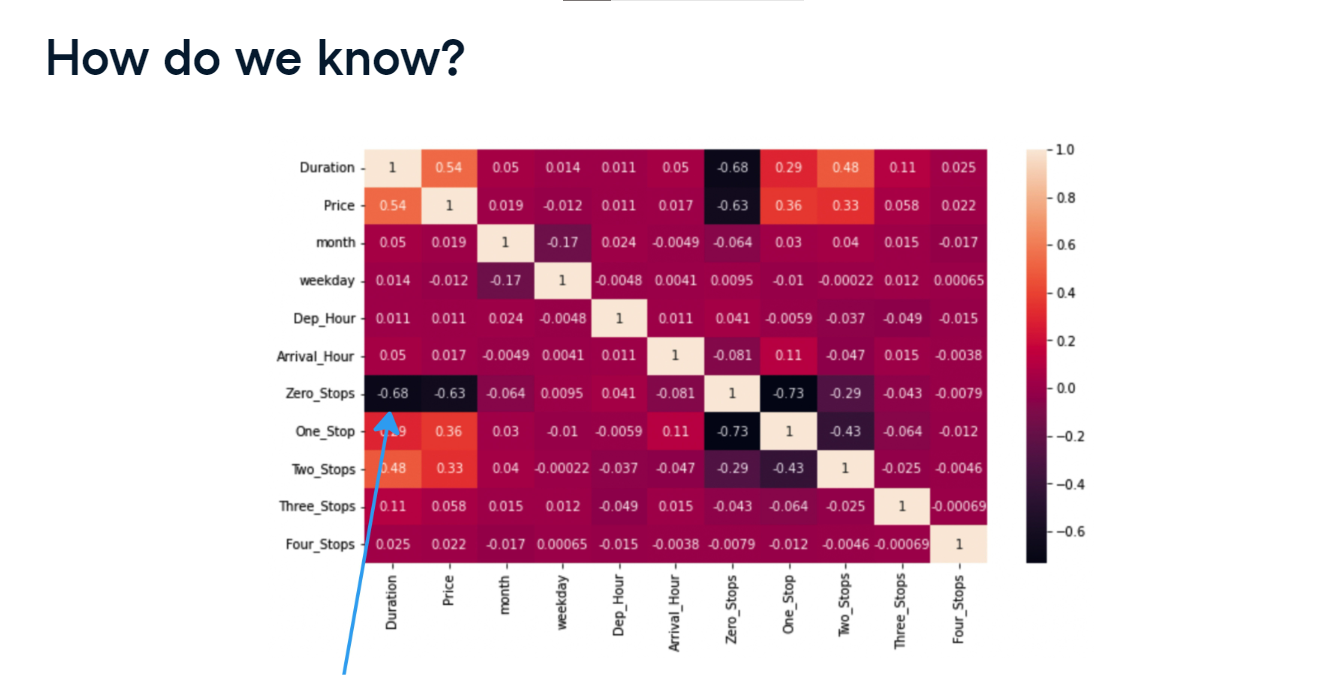 How do we know?
Duration 1 0.54 0.05 0.014 0.011 0.05 -0.68 0.29 0.48 0.11 0.025
Price 0.54 1 0.019 -0.012 0.011 0.017 -0.63 0.36 0.33 0.058 0.022
month 0.05 0.019 1 -0.17 0.024 -0.0049 -0.064 0.03 0.04 0.015 -0.017
weekday 0.014 -0.012 -0.17 1 -0.0048 0.0041 0.0095 -0.01 -0.00022 0.012 0.00065
Dep_Hour 0.011 0.011 0.024 -0.0048 1 0.011 0.041 -0.0059 -0.037 -0.049 -0.015
Arrival_Hour 0.05 0.017 -0.0049 0.0041 0.011 1 -0.081 0.11 -0.047 0.015 -0.0038
Zero_Stops -0.68 -0.63 -0.064 0.0095 0.041 -0.081 1 -0.73 -0.29 -0.043 -0.0079
One_Stop 0.36 0.03 -0.01 -0.0059 0.11 -0.73 1 -0.43 -0.064 -0.012
Two_Stops 0.48 0.33 0.04 -0.00022 -0.037 -0.047 -0.29 -0.43 1 -0.025 -0.0046
Three_Stops 0.11 0.058 0.015 0.012 -0.049 0.015 -0.043 -0.064 -0.025 1 -0.00069
Four_Stops 0.025 0.022 -0.017 0.00065 -0.015 -0.0038 -0.0079 -0.012 -0.0046 -0.00069 1
Duration Price month weekday Dep_Hour Arrival_Hour Zero_Stops One_Stop Two_Stops Three_Stops Four_Stops
1.0
0.8
0.6
0.4
0.2
0.0
−0.2
−0.4
−0.6